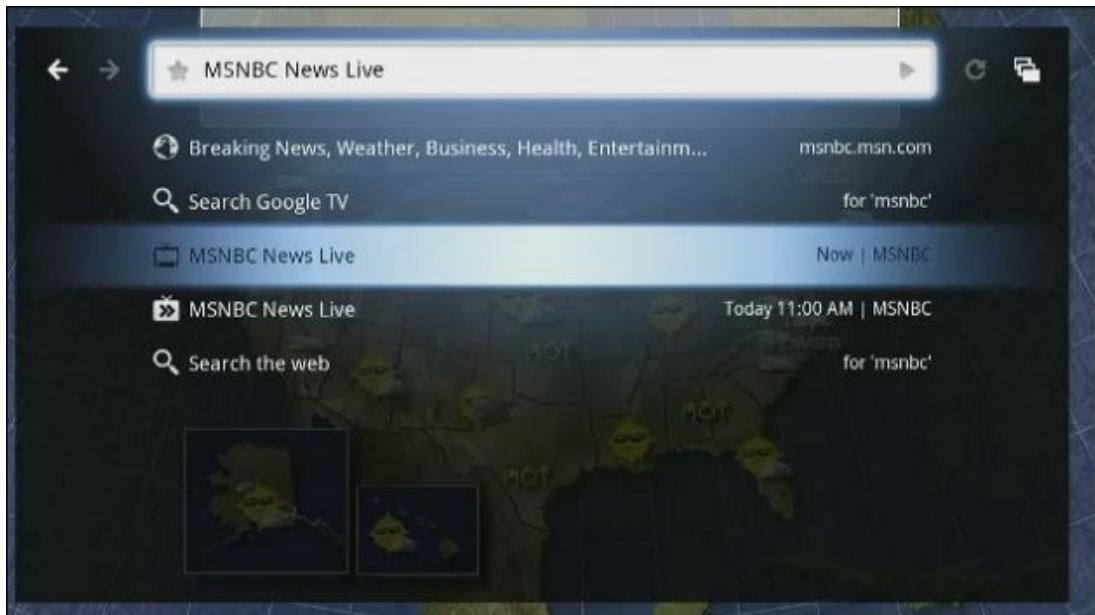 MSNBC News Live
Breaking News, Weather, Business, Health, Entertainm... msnbc.msn.com
Search Google TV for 'msnbc'
MSNBC News Live Now | MSNBC
MSNBC News Live Today 11:00 AM | MSNBC
Search the web for 'msnbc'
MILD
HOT
HOT
HOT